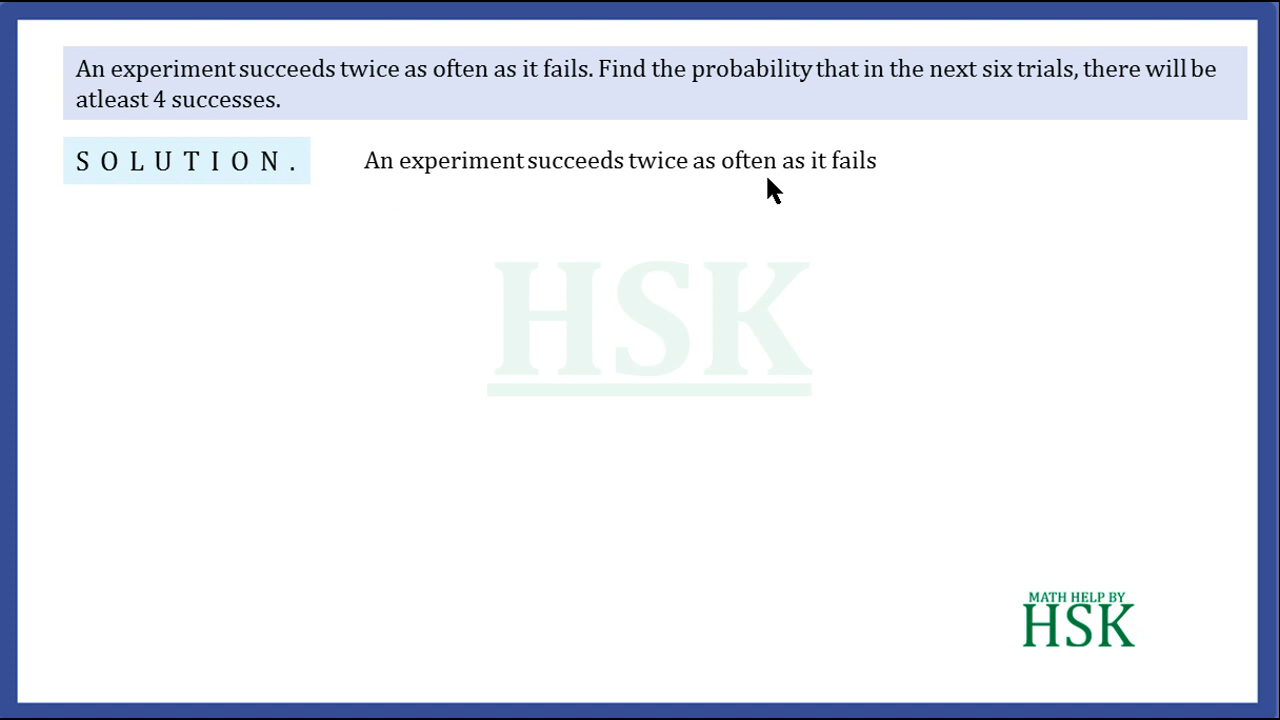 An experiment succeeds twice as often as it fails. Find the probability that in the next six trials, there will be
atleast 4 successes.
SOLUTION.
An experiment succeeds twice as often as it fails
HSK
MATH HELP BY
HSK